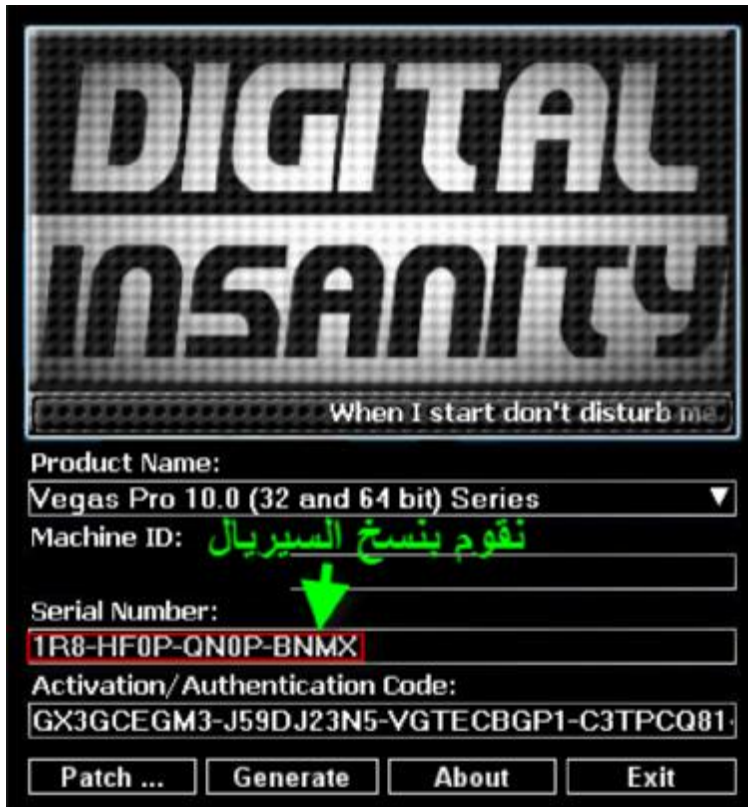 DIGITAL
INSANITY
When I start don't disturb me.
Product Name:
Vegas Pro 10.0 (32 and 64 bit) Series
Machine ID: نقوم بنسخ السيريال
Serial Number:
1R8-HF0P-QN0P-BNMX
Activation/Authentication Code:
GX3GCEGM3-J59DJ23N5-VGTECBGP1-C3TPCQ81-
Patch ... Generate About Exit